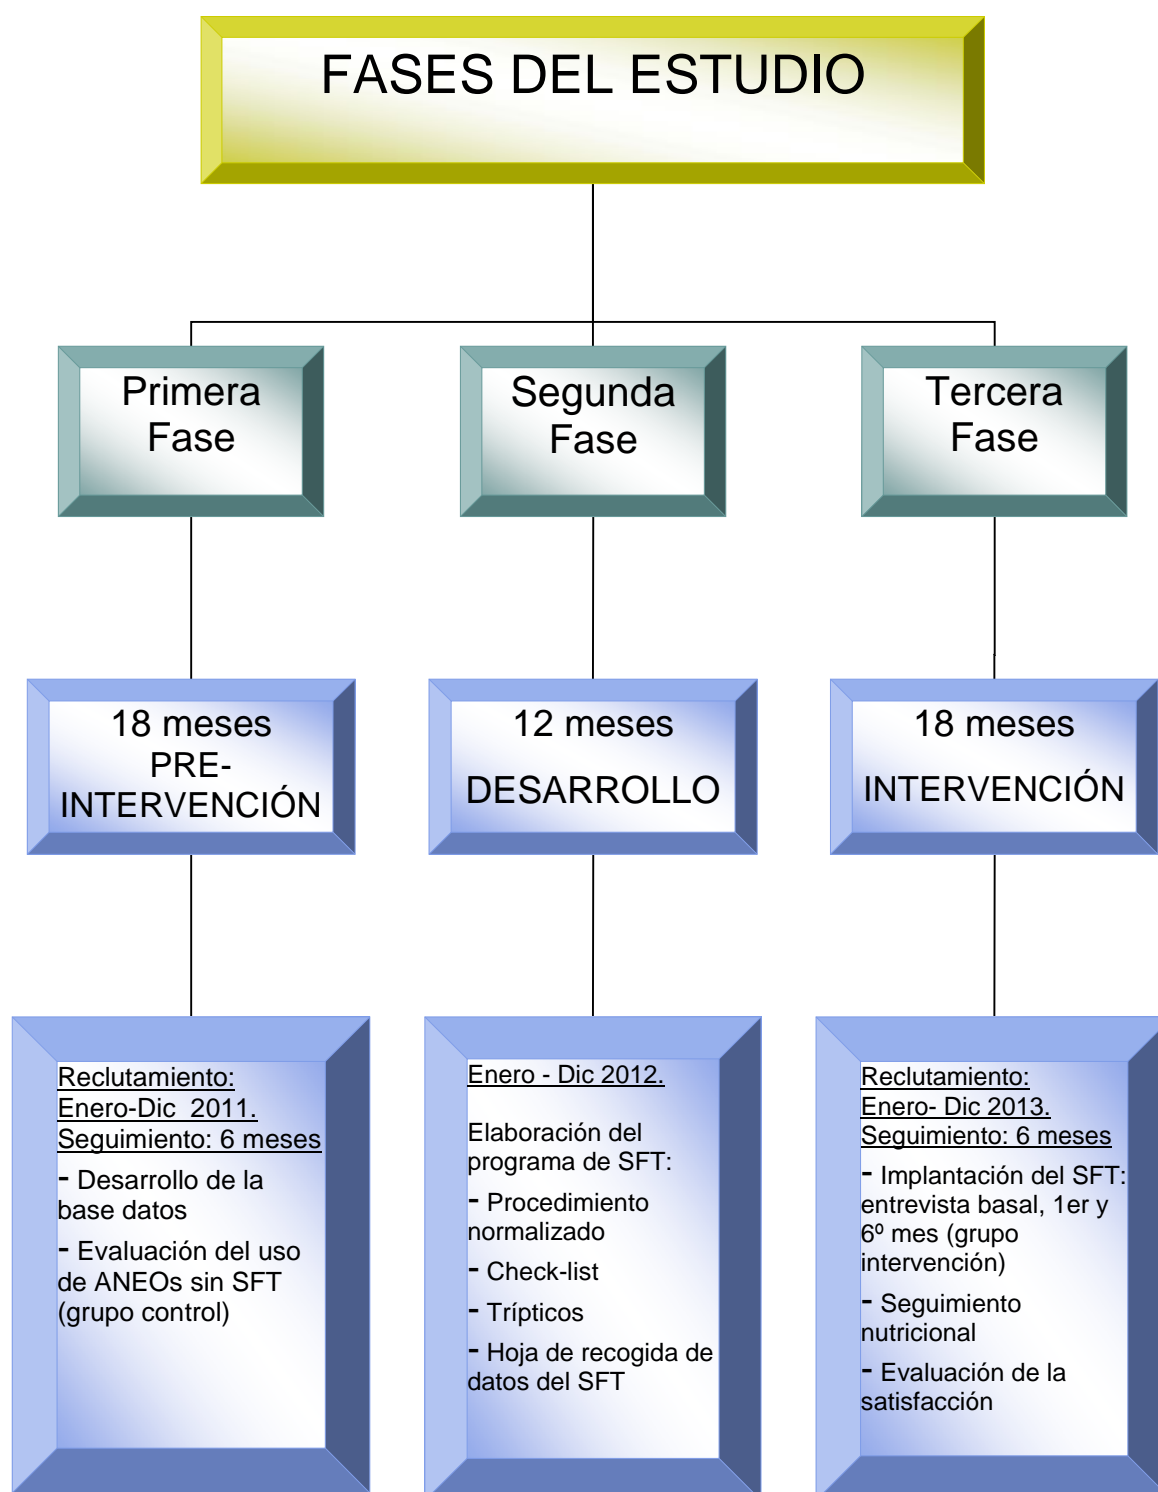 FASES DEL ESTUDIO
Primera
Fase
Segunda
Fase
Tercera
Fase
18 meses
PRE-
INTERVENCIÓN
12 meses
DESARROLLO
18 meses
INTERVENCIÓN
Reclutamiento:
Enero-Dic 2011.
Seguimiento: 6 meses
- Desarrollo de la
base datos
- Evaluación del uso
de ANEOs sin SFT
(grupo control)
Enero - Dic 2012.
Elaboración del
programa de SFT:
- Procedimiento
normalizado
- Check-list
- Trípticos
- Hoja de recogida de
datos del SFT
Reclutamiento:
Enero- Dic 2013.
Seguimiento: 6 meses
- Implantación del SFT:
entrevista basal, 1er y
6º mes (grupo
intervención)
- Seguimiento
nutricional
- Evaluación de la
satisfacción